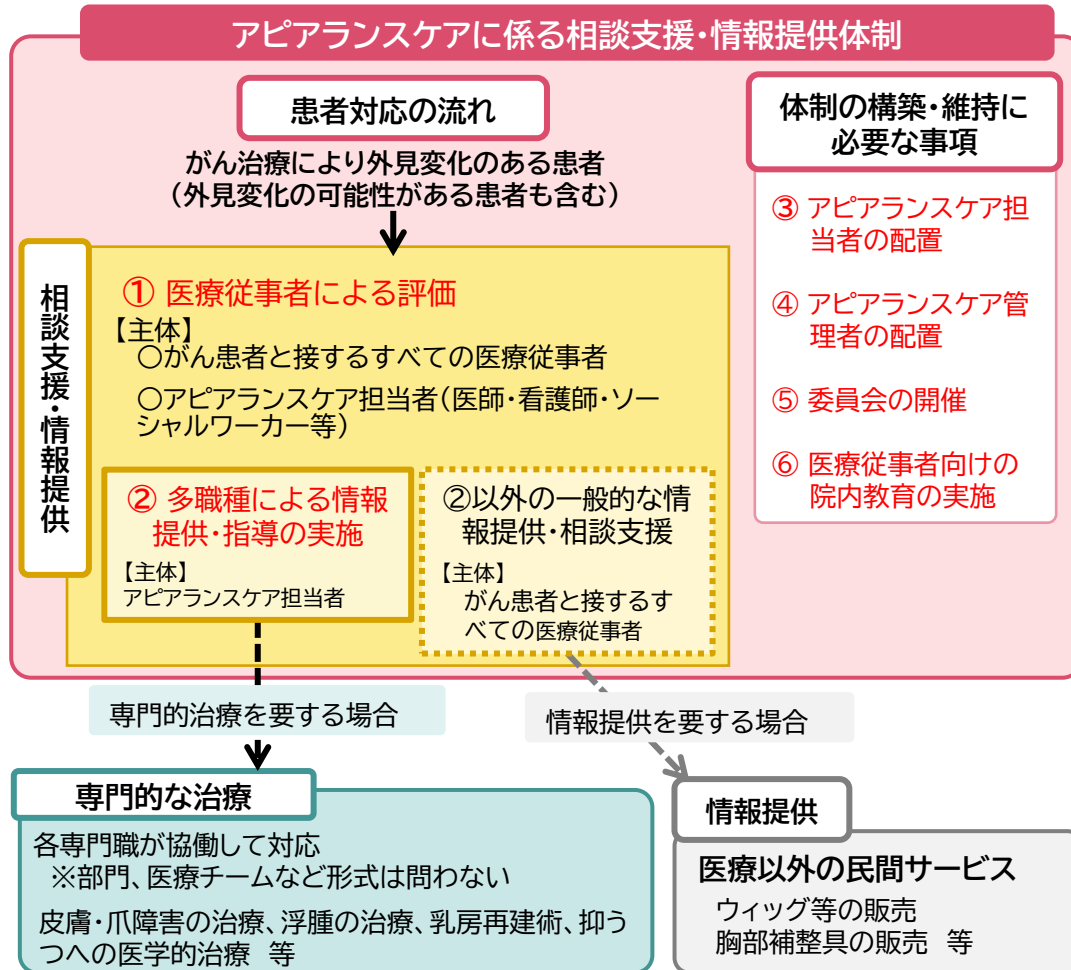 アピアランスケアに係る相談支援・情報提供体制
患者対応の流れ
がん治療により外見変化のある患者
（外見変化の可能性がある患者も含む）
相談支援・情報提供
① 医療従事者による評価
【主体】
○がん患者と接するすべての医療従事者
○アピアランスケア担当者（医師・看護師・ソー
シャルワーカー等）
② 多職種による情報
提供・指導の実施
【主体】
アピアランスケア担当者
②以外の一般的な情
報提供・相談支援
【主体】
がん患者と接するす
べての医療従事者
体制の構築・維持に
必要な事項
③ アピアランスケア担
当者の配置
④ アピアランスケア管
理者の配置
⑤ 委員会の開催
⑥ 医療従事者向けの
院内教育の実施
専門的治療を要する場合
情報提供を要する場合
専門的な治療
各専門職が協働して対応
※部門、医療チームなど形式は問わない
皮膚・爪障害の治療、浮腫の治療、乳房再建術、抑う
つへの医学的治療 等
情報提供
医療以外の民間サービス
ウィッグ等の販売
胸部補整具の販売 等